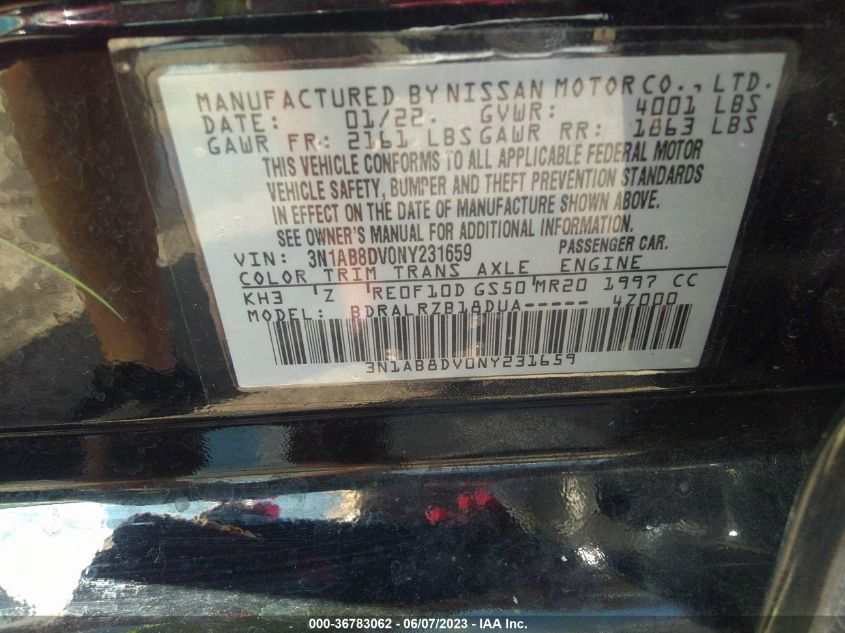 MANUFACTURED BY NISSAN MOTOR CO., LTD.
DATE: 01/22 GVWR: 4001 LBS
GAWR FR: 2161 LBS GAWR RR: 1863 LBS
THIS VEHICLE CONFORMS TO ALL APPLICABLE FEDERAL MOTOR
VEHICLE SAFETY, BUMPER AND THEFT PREVENTION STANDARDS
IN EFFECT ON THE DATE OF MANUFACTURE SHOWN ABOVE.
SEE OWNER'S MANUAL FOR ADDITIONAL INFORMATION.
VIN: 3N1AB8DV0NY231659 PASSENGER CAR.
COLOR TRIM TRANS AXLE ENGINE
KH3 Z RE0F10D GS50 MR20 1997 CC
MODEL: BDRALRZB18DUA----- 4Z000
3N1AB8DV0NY231659
000-36783062 - 06/07/2023 - IAA Inc.